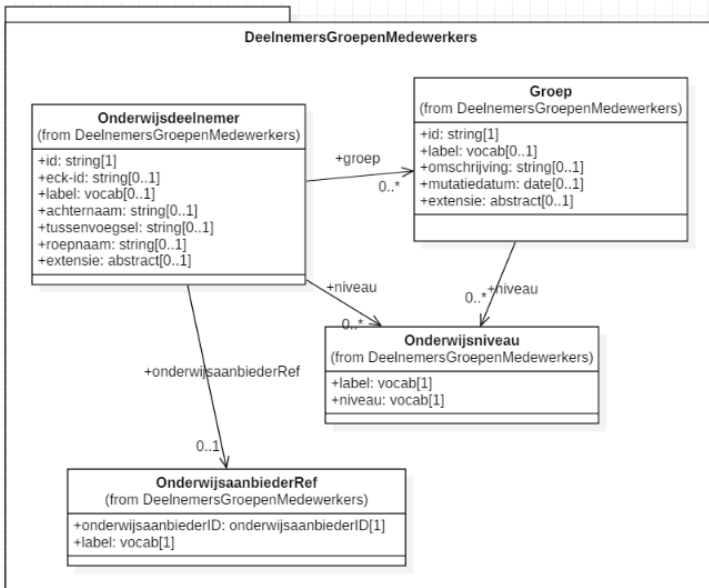 DeelnemersGroepenMedewerkers
Onderwijsdeelnemer
(from DeelnemersGroepenMedewerkers)
+id: string[1]
+eck-id: string[0..1]
+label: vocab[0..1]
+achternaam: string[0..1]
+tussenvoegsel: string[0..1]
+roepnaam: string[0..1]
+extensie: abstract[0..1]
+groep
0..*
Groep
(from DeelnemersGroepenMedewerkers)
+id: string[1]
+label: vocab[0..1]
+omschrijving: string[0..1]
+mutatiedatum: date[0..1]
+extensie: abstract[0..1]
+niveau
0..*
+niveau
0..*
Onderwijsniveau
(from DeelnemersGroepenMedewerkers)
+label: vocab[1]
+niveau: vocab[1]
+onderwijsaanbiederRef
0..1
OnderwijsaanbiederRef
(from DeelnemersGroepenMedewerkers)
+onderwijsaanbiederID: onderwijsaanbiederID[1]
+label: vocab[1]